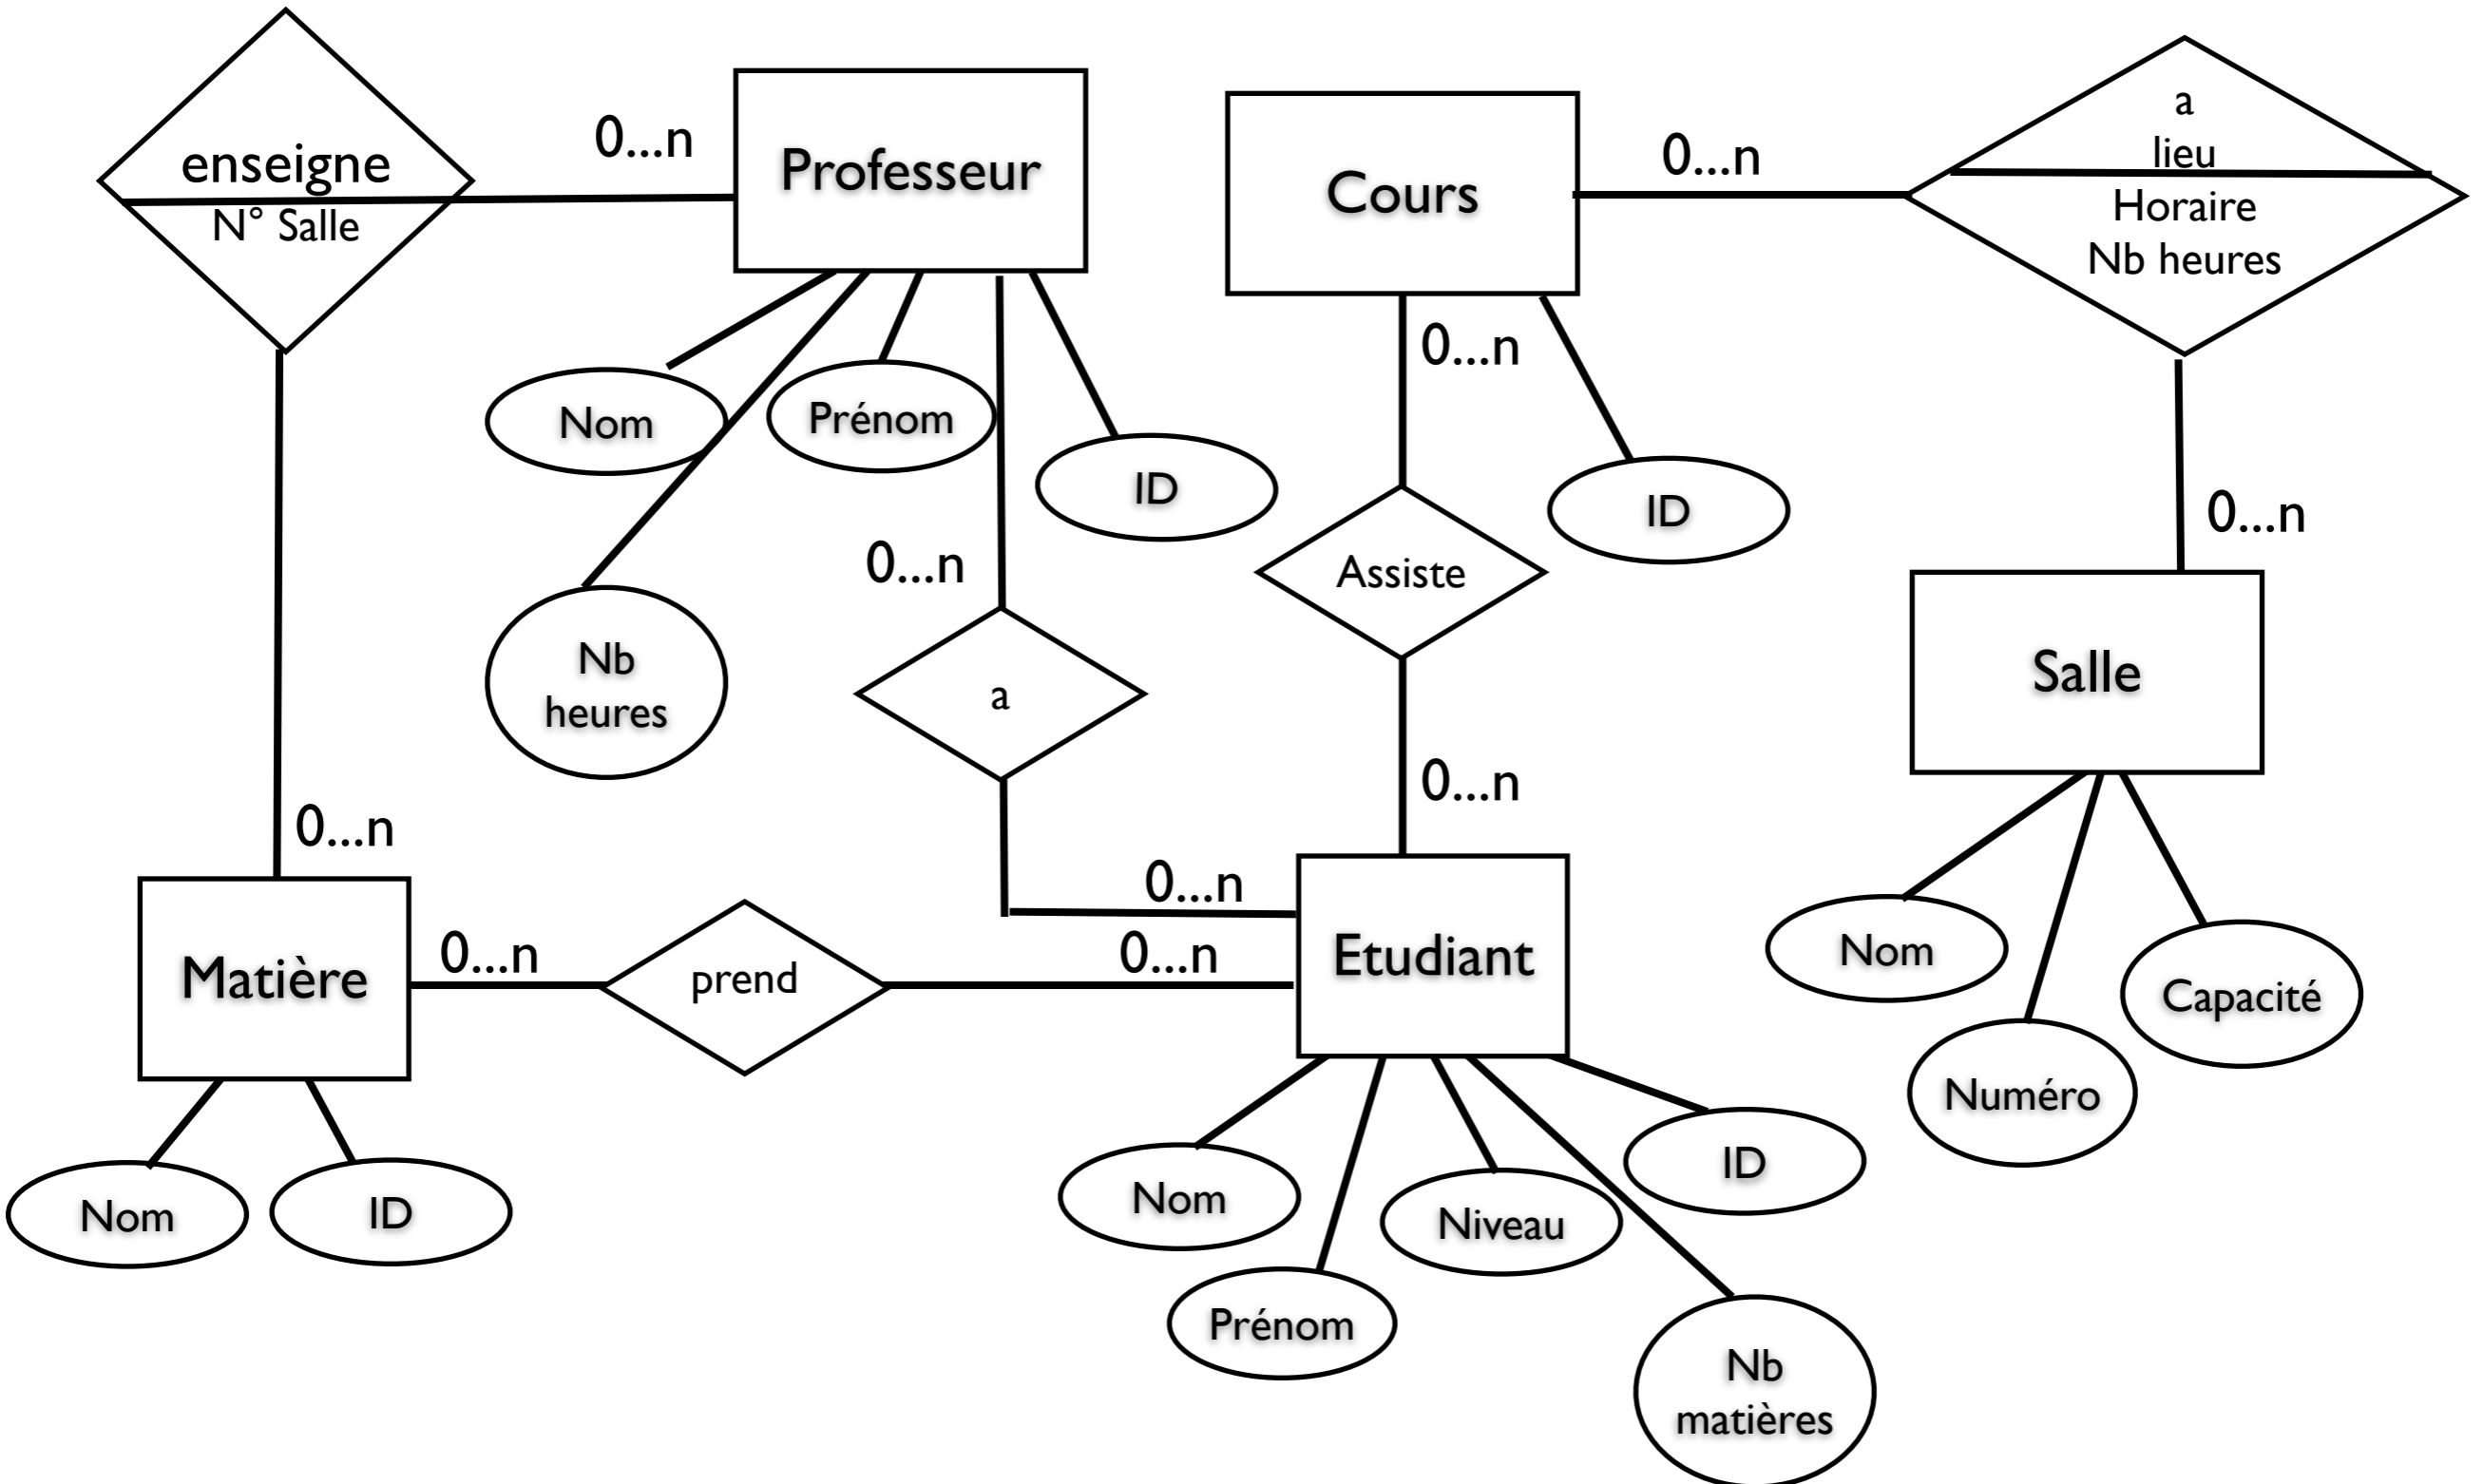 enseigne
N° Salle
0...n
Professeur
Cours
0...n
a
lieu
Horaire
Nb heures
0...n
Nom
Prénom
ID
ID
0...n
0...n
Assiste
Nb
heures
a
Salle
0...n
0...n
0...n
Matière
0...n
prend
0...n
Etudiant
Nom
Capacité
Numéro
Nom
ID
Nom
Niveau
ID
Prénom
Nb
matières